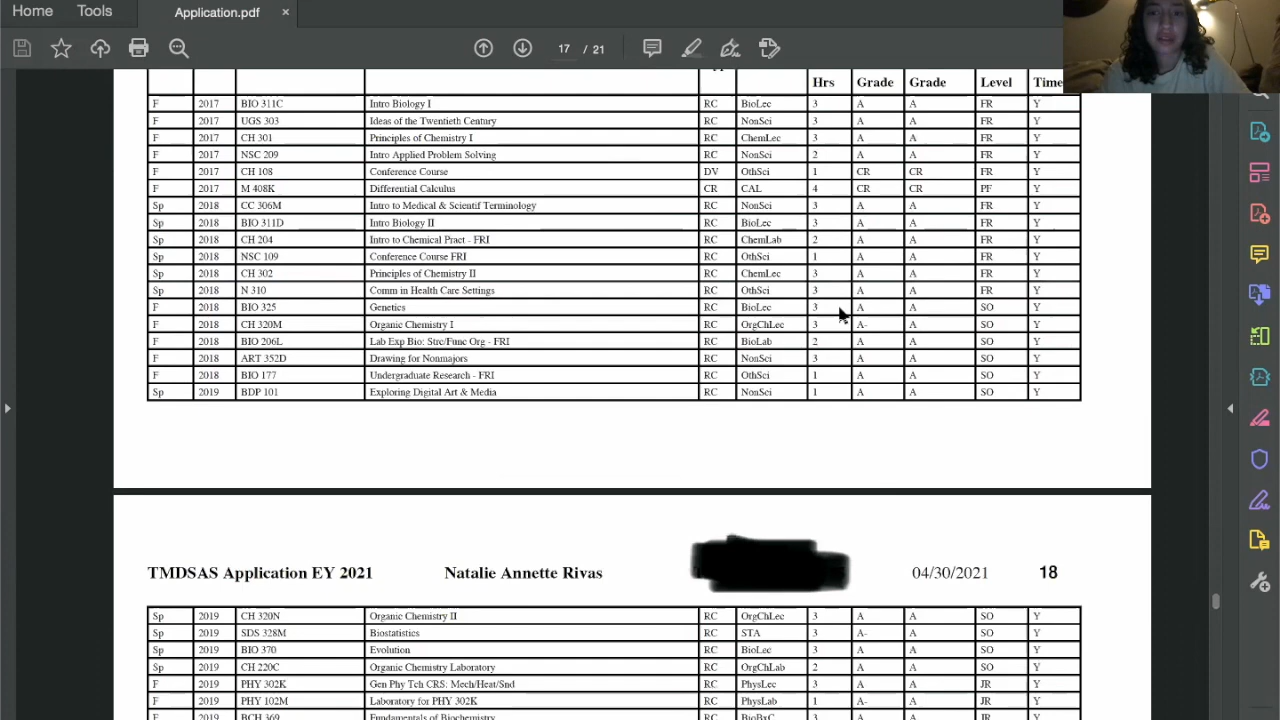 Home Tools Application.pdf ×
17 / 21
Hrs Grade Grade Level Time
F 2017 BIO 311C Intro Biology I RC BioLec 3 A A FR Y
F 2017 UGS 303 Ideas of the Twentieth Century RC NonSci 3 A A FR Y
F 2017 CH 301 Principles of Chemistry I RC ChemLec 3 A A FR Y
F 2017 NSC 209 Intro Applied Problem Solving RC NonSci 2 A A FR Y
F 2017 CH 108 Conference Course DV OthSci 1 CR CR FR Y
F 2017 M 408K Differential Calculus CR CAL 4 CR CR PF Y
Sp 2018 CC 306M Intro to Medical & Scientif Terminology RC NonSci 3 A A FR Y
Sp 2018 BIO 311D Intro Biology II RC BioLec 3 A A FR Y
Sp 2018 CH 204 Intro to Chemical Pract - FRI RC ChemLab 2 A A FR Y
Sp 2018 NSC 109 Conference Course FRI RC OthSci 1 A A FR Y
Sp 2018 CH 302 Principles of Chemistry II RC ChemLec 3 A A FR Y
Sp 2018 N 310 Comm in Health Care Settings RC OthSci 3 A A FR Y
F 2018 BIO 325 Genetics RC BioLec 3 A A SO Y
F 2018 CH 320M Organic Chemistry I RC OrgChLec 3 A- A SO Y
F 2018 BIO 206L Lab Exp Bio: Strc/Func Org - FRI RC BioLab 2 A A SO Y
F 2018 ART 352D Drawing for Nonmajors RC NonSci 3 A A SO Y
F 2018 BIO 177 Undergraduate Research - FRI RC OthSci 1 A A SO Y
Sp 2019 BDP 101 Exploring Digital Art & Media RC NonSci 1 A A SO Y
TMDSAS Application EY 2021 Natalie Annette Rivas 04/30/2021 18
Sp 2019 CH 320N Organic Chemistry II RC OrgChLec 3 A A SO Y
Sp 2019 SDS 328M Biostatistics RC STA 3 A- A SO Y
Sp 2019 BIO 370 Evolution RC BioLec 3 A A SO Y
Sp 2019 CH 220C Organic Chemistry Laboratory RC OrgChLab 2 A A SO Y
F 2019 PHY 302K Gen Phy Tch CRS: Mech/Heat/Snd RC PhysLec 3 A A JR Y
F 2019 PHY 102M Laboratory for PHY 302K RC PhysLab 1 A- A JR Y
F 2019 BCH 369 Fundamentals of Biochemistry RC BioBxC 3 A A JR Y